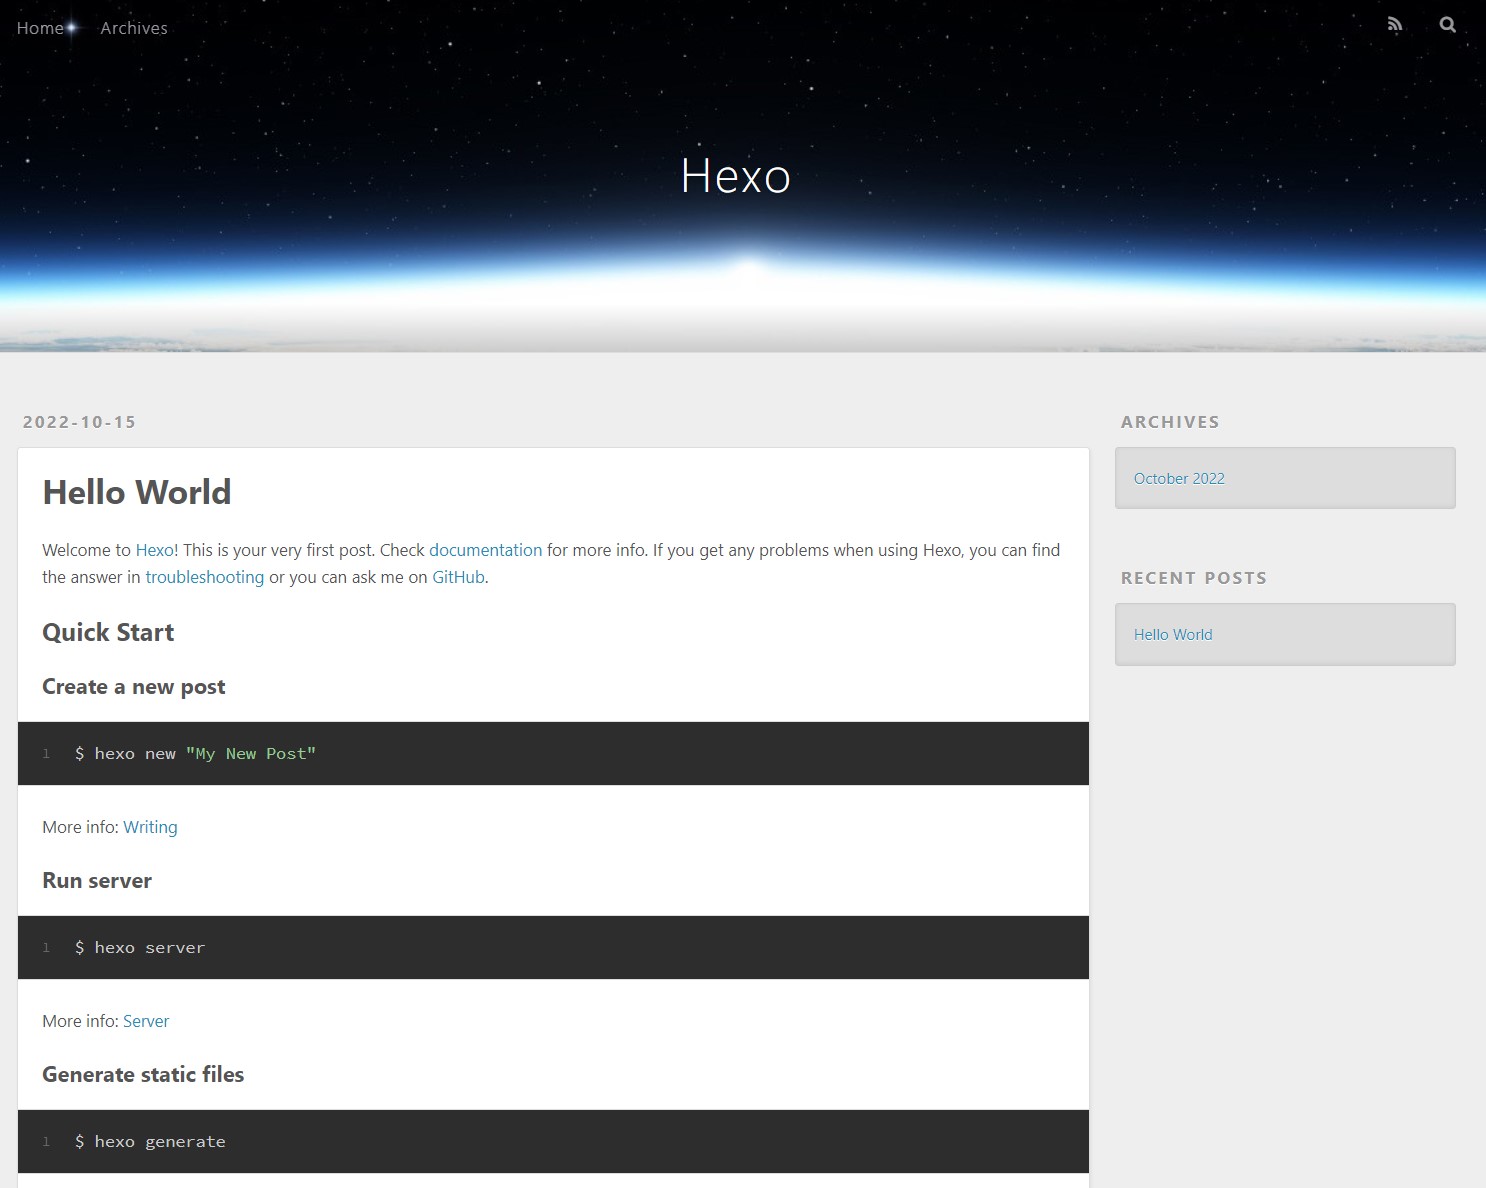 Home Archives
Hexo
2022-10-15
Hello World
Welcome to Hexo! This is your very first post. Check documentation for more info. If you get any problems when using Hexo, you can find
the answer in troubleshooting or you can ask me on GitHub.
Quick Start
Create a new post
1 $ hexo new "My New Post"
More info: Writing
Run server
1 $ hexo server
More info: Server
Generate static files
1 $ hexo generate
ARCHIVES
October 2022
RECENT POSTS
Hello World